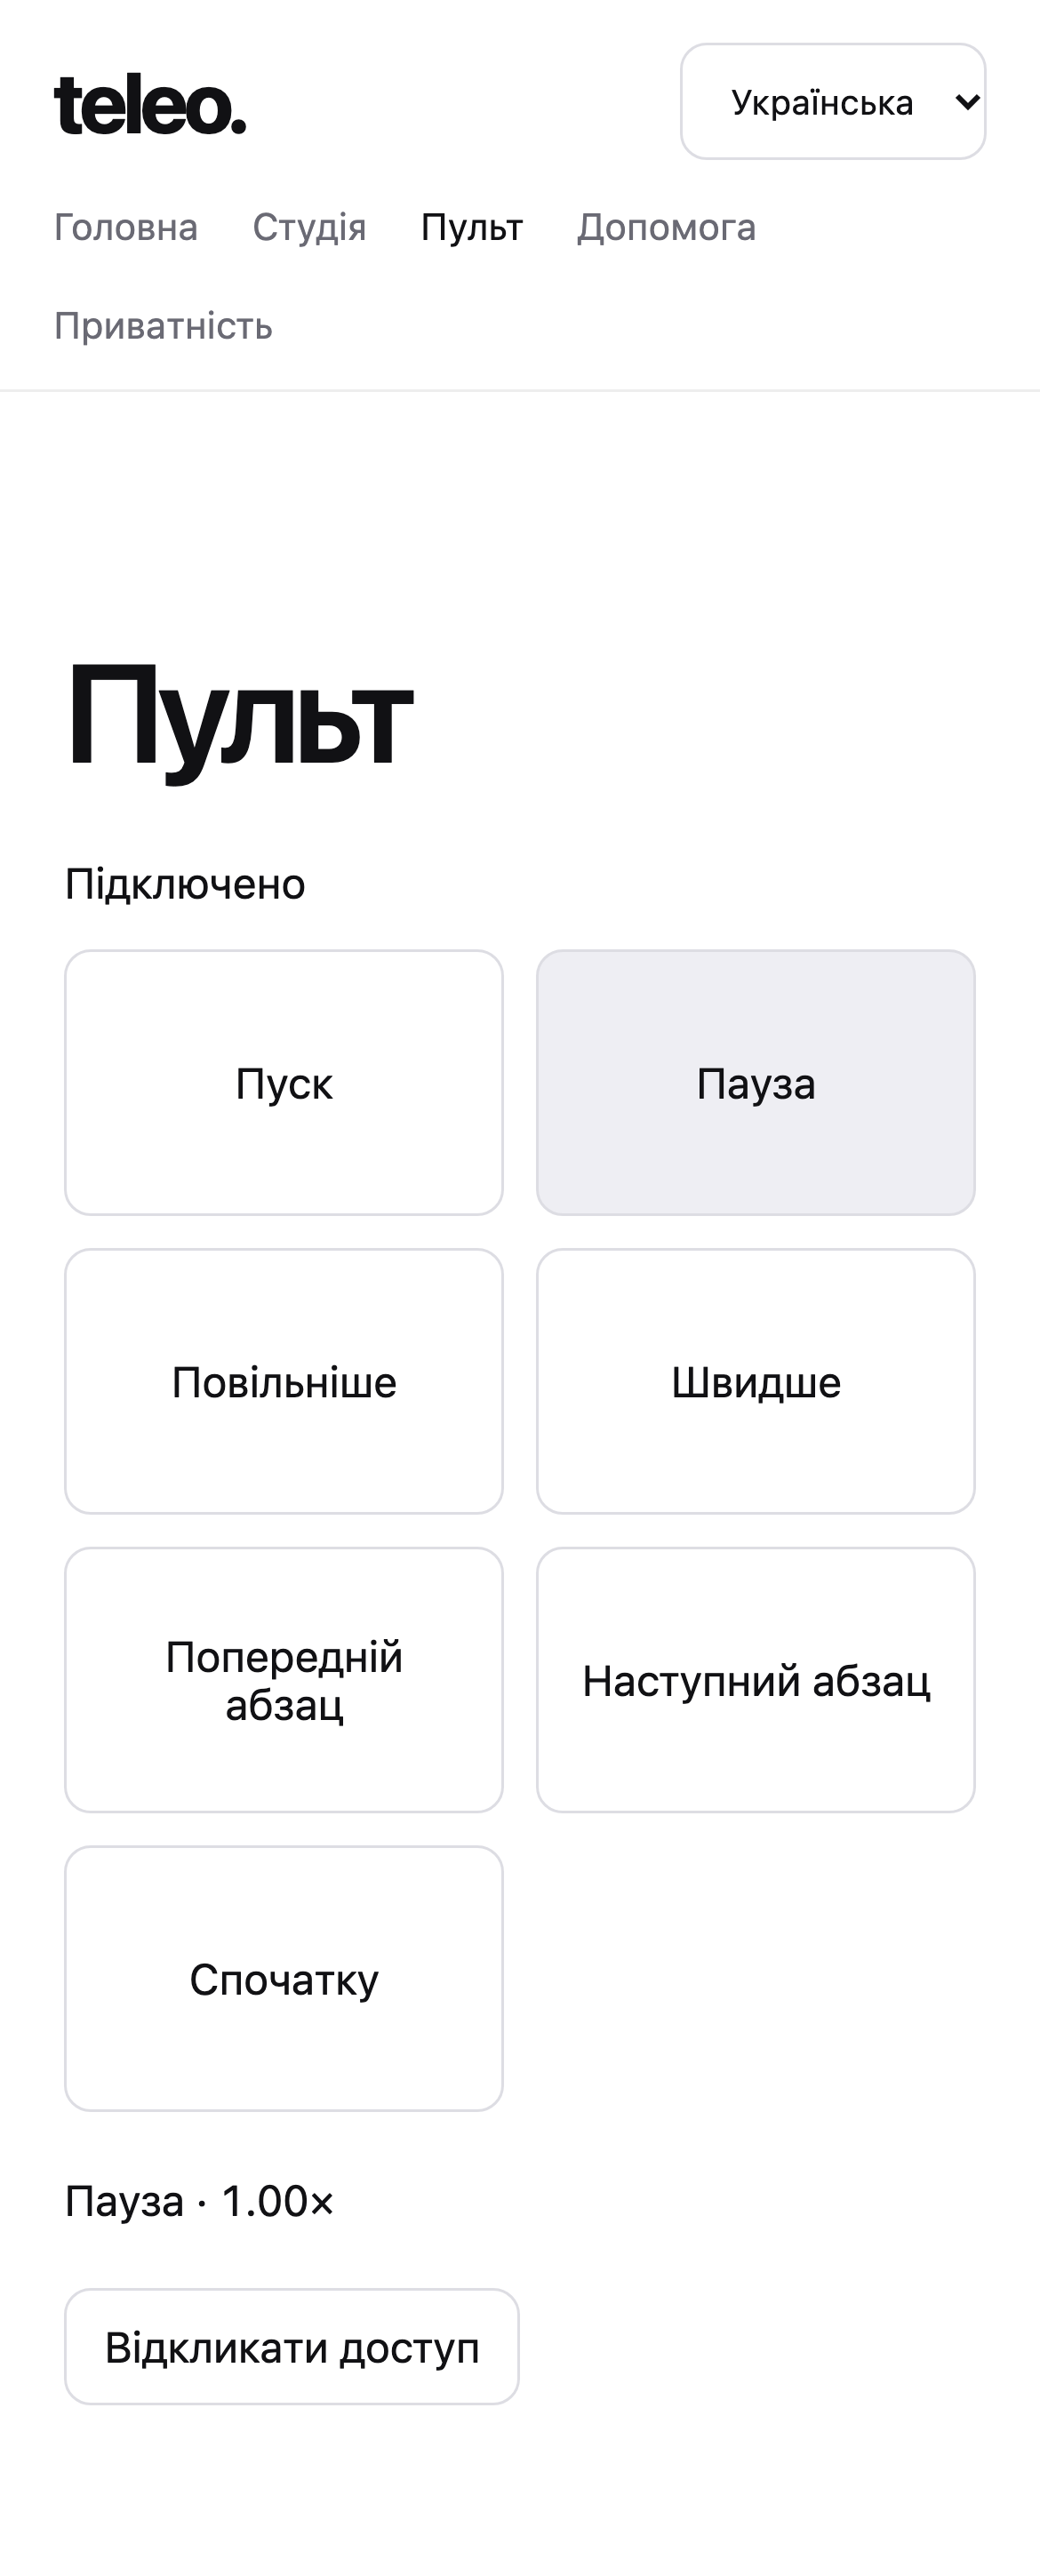 teleo.
Українська
Головна Студія Пульт Допомога
Приватність
Пульт
Підключено
Пуск
Пауза
Повільніше
Швидше
Попередній
абзац
Наступний абзац
Спочатку
Пауза · 1.00×
Відкликати доступ